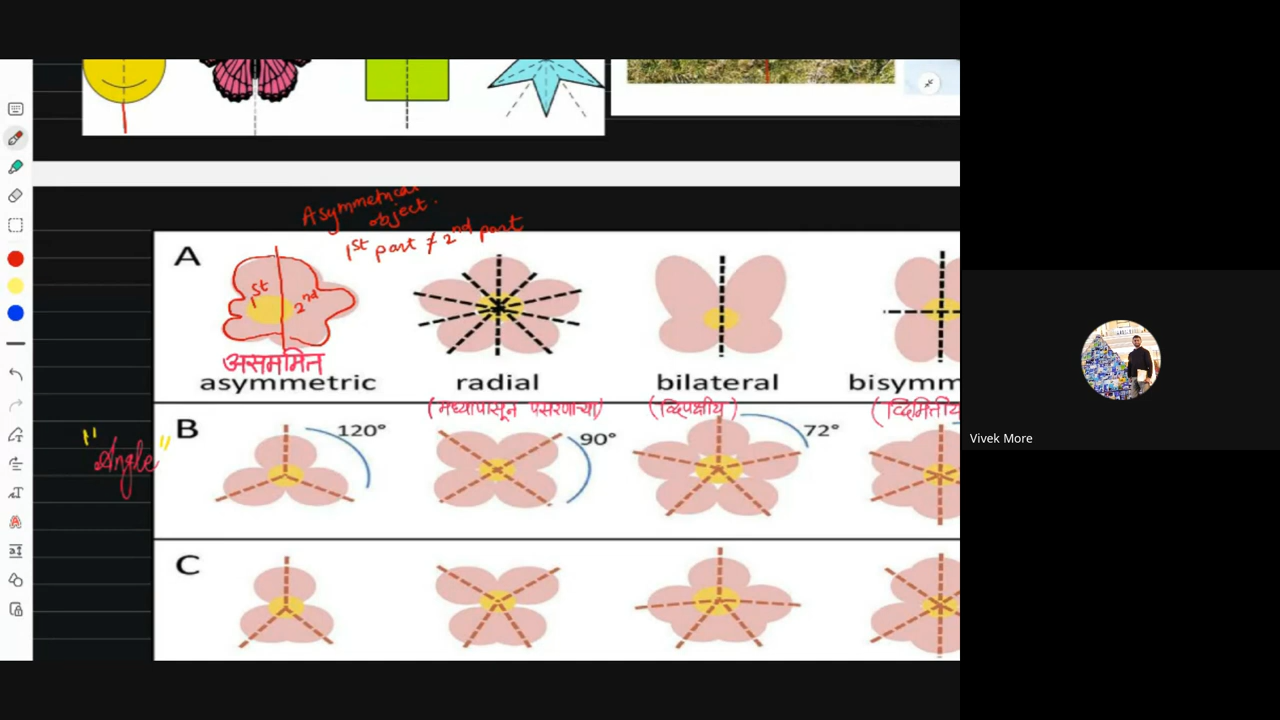 Asymmetrical
object.
1st part ≠ 2nd part
A
1st
2nd
असममित
asymmetric
radial
bilateral
bisymm
(मध्यापासून पसरणाऱ्या)
(द्विपक्षीय)
(द्विमितीय
B
120°
90°
72°
"Angle"
C
Vivek More